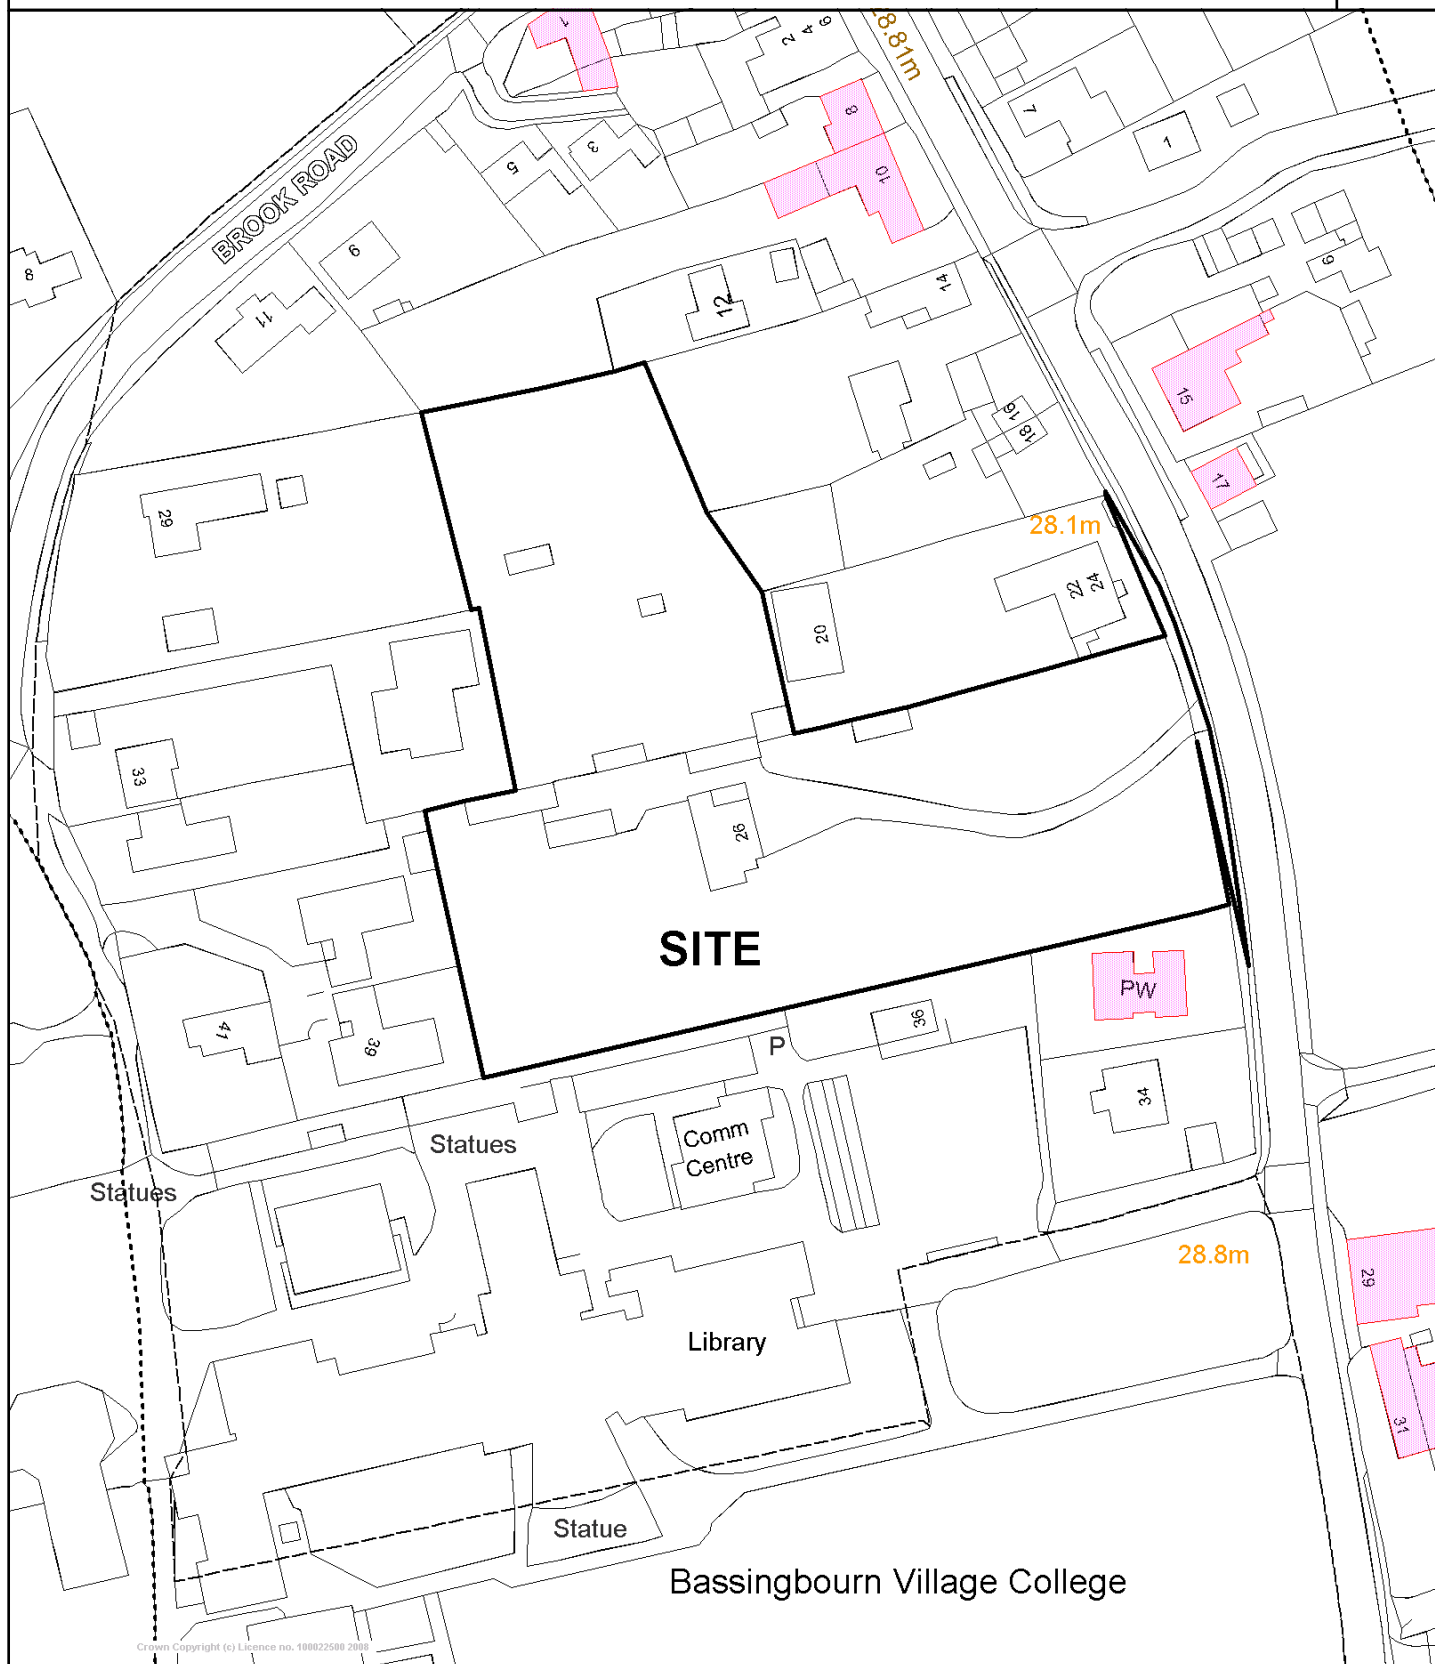 1
2
4
6
28.81m
8
7
1
BROOK ROAD
5
3
10
8
9
11
12
14
6
15
16
18
17
29
28.1m
22
24
20
33
26
SITE
PW
41
39
36
P
34
Statues
Comm
Centre
Statues
28.8m
29
Library
31
Statue
Bassingbourn Village College
Crown Copyright (c) Licence no. 100022500 2008